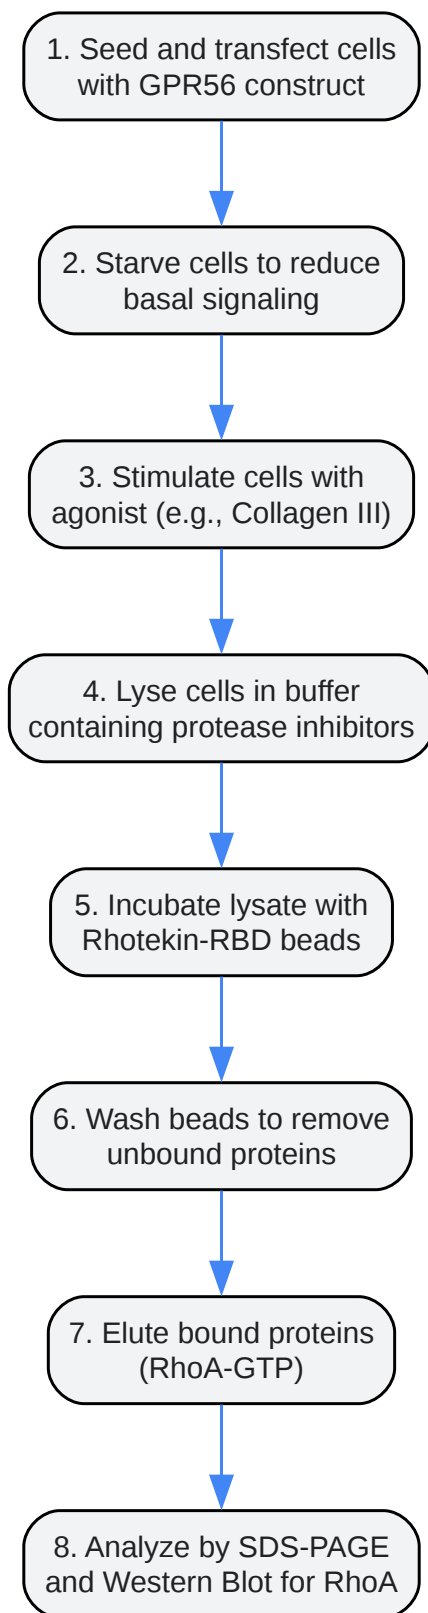 1. Seed and transfect cells
with GPR56 construct
2. Starve cells to reduce
basal signaling
3. Stimulate cells with
agonist (e.g., Collagen III)
4. Lyse cells in buffer
containing protease inhibitors
5. Incubate lysate with
Rhotekin-RBD beads
6. Wash beads to remove
unbound proteins
7. Elute bound proteins
(RhoA-GTP)
8. Analyze by SDS-PAGE
and Western Blot for RhoA